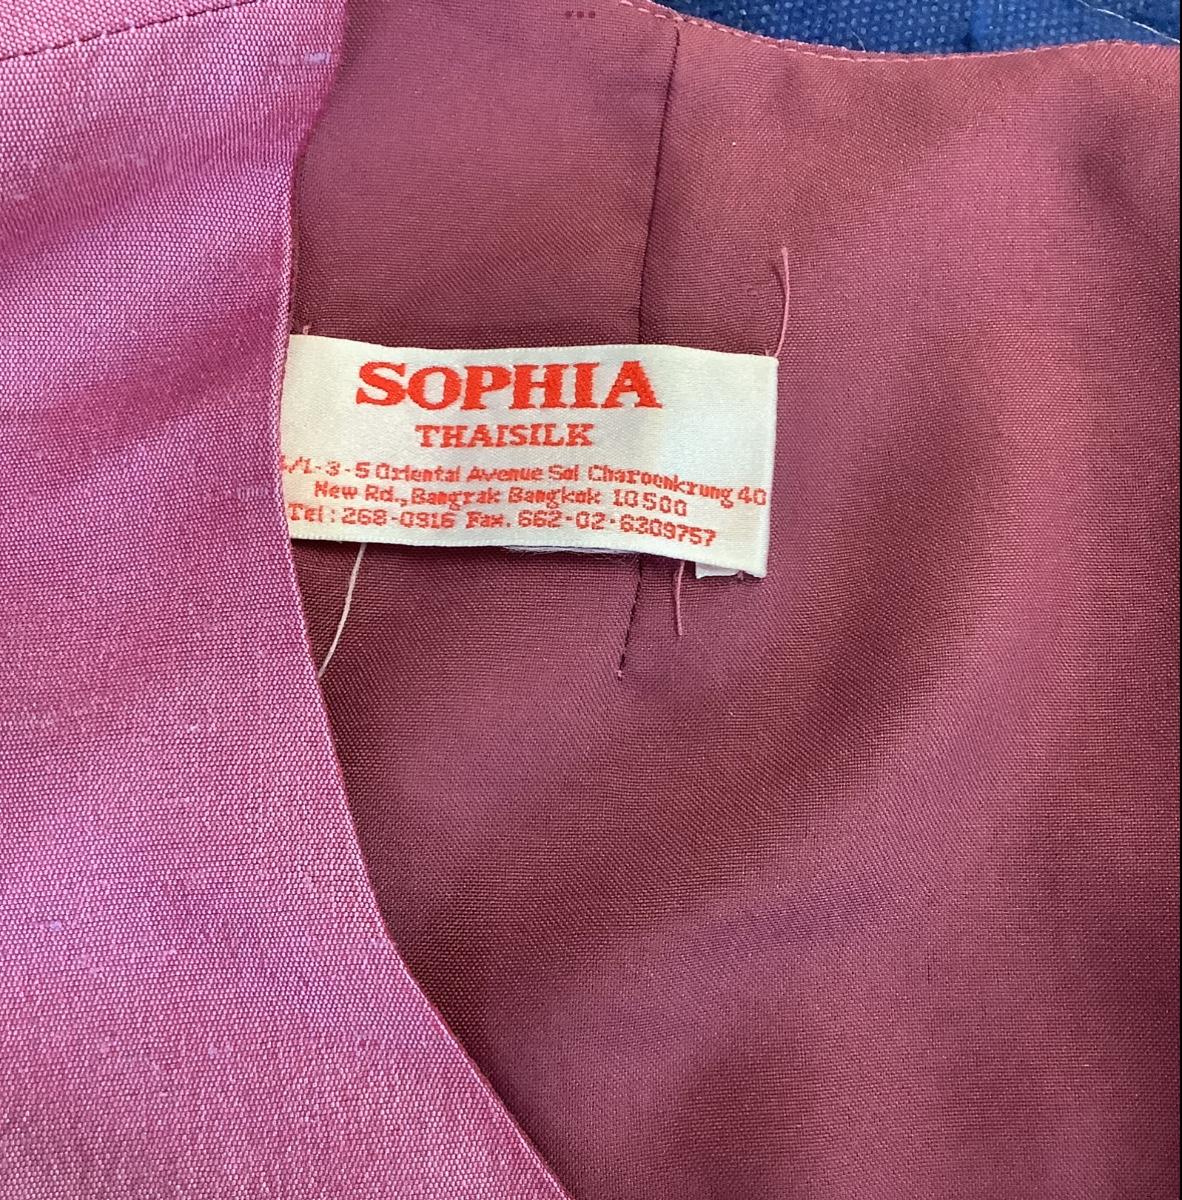 SOPHIA
THAISILK
/1-3-5 Oriental Avenue Soi Charoenkrung 40
New Rd., Bangrak Bangkok 10500
Tel : 268-0916 Fax. 662-02-6309757